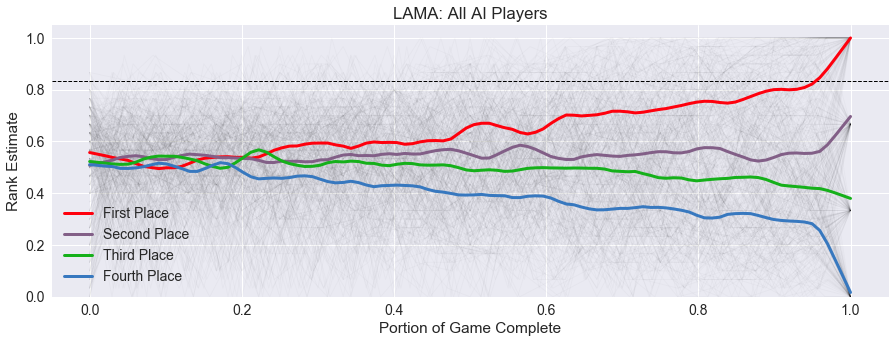 LAMA: All AI Players
1.0
0.8
0.6
0.4
0.2
0.0
Rank Estimate
First Place
Second Place
Third Place
Fourth Place
0.0 0.2 0.4 0.6 0.8 1.0
Portion of Game Complete